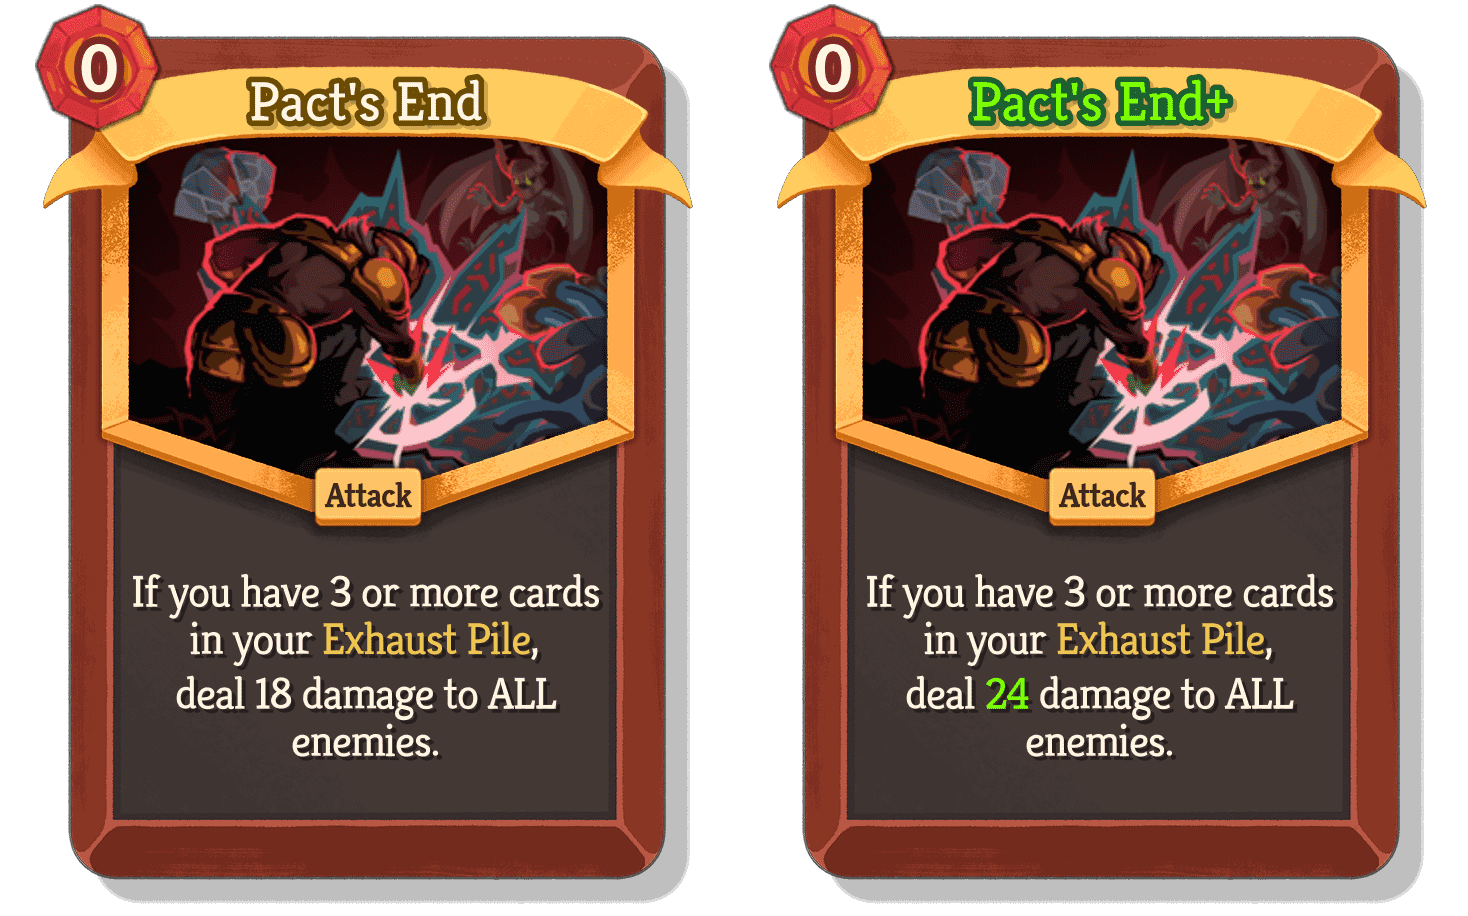 0
Pact's End
Attack
If you have 3 or more cards
in your Exhaust Pile,
deal 18 damage to ALL
enemies.
0
Pact's End+
Attack
If you have 3 or more cards
in your Exhaust Pile,
deal 24 damage to ALL
enemies.